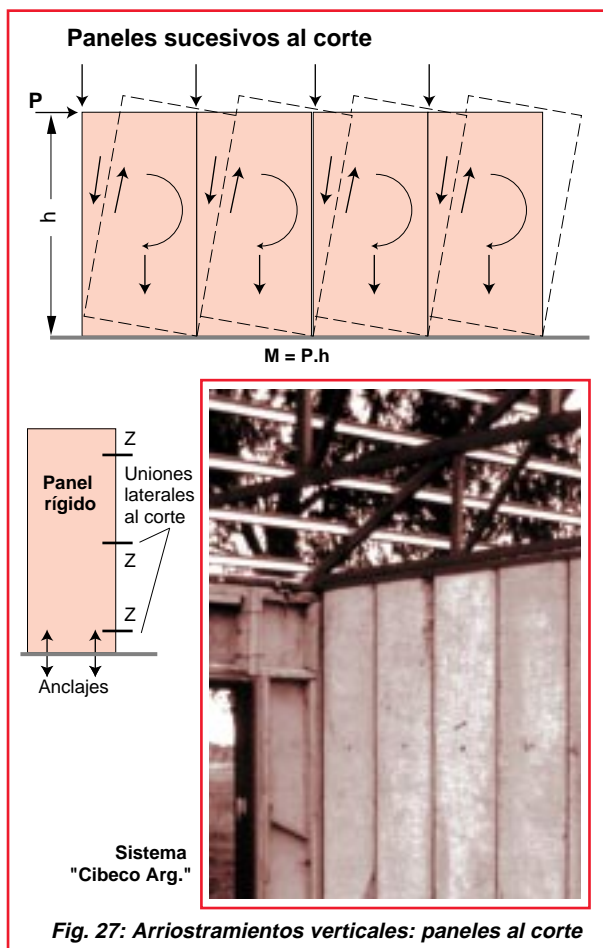 Paneles sucesivos al corte
P
h
M = P.h
Z
Panel
rígido
Uniones
laterales
al corte
Z
Z
Anclajes
Sistema
"Cibeco Arg."
Fig. 27: Arriostramientos verticales: paneles al corte